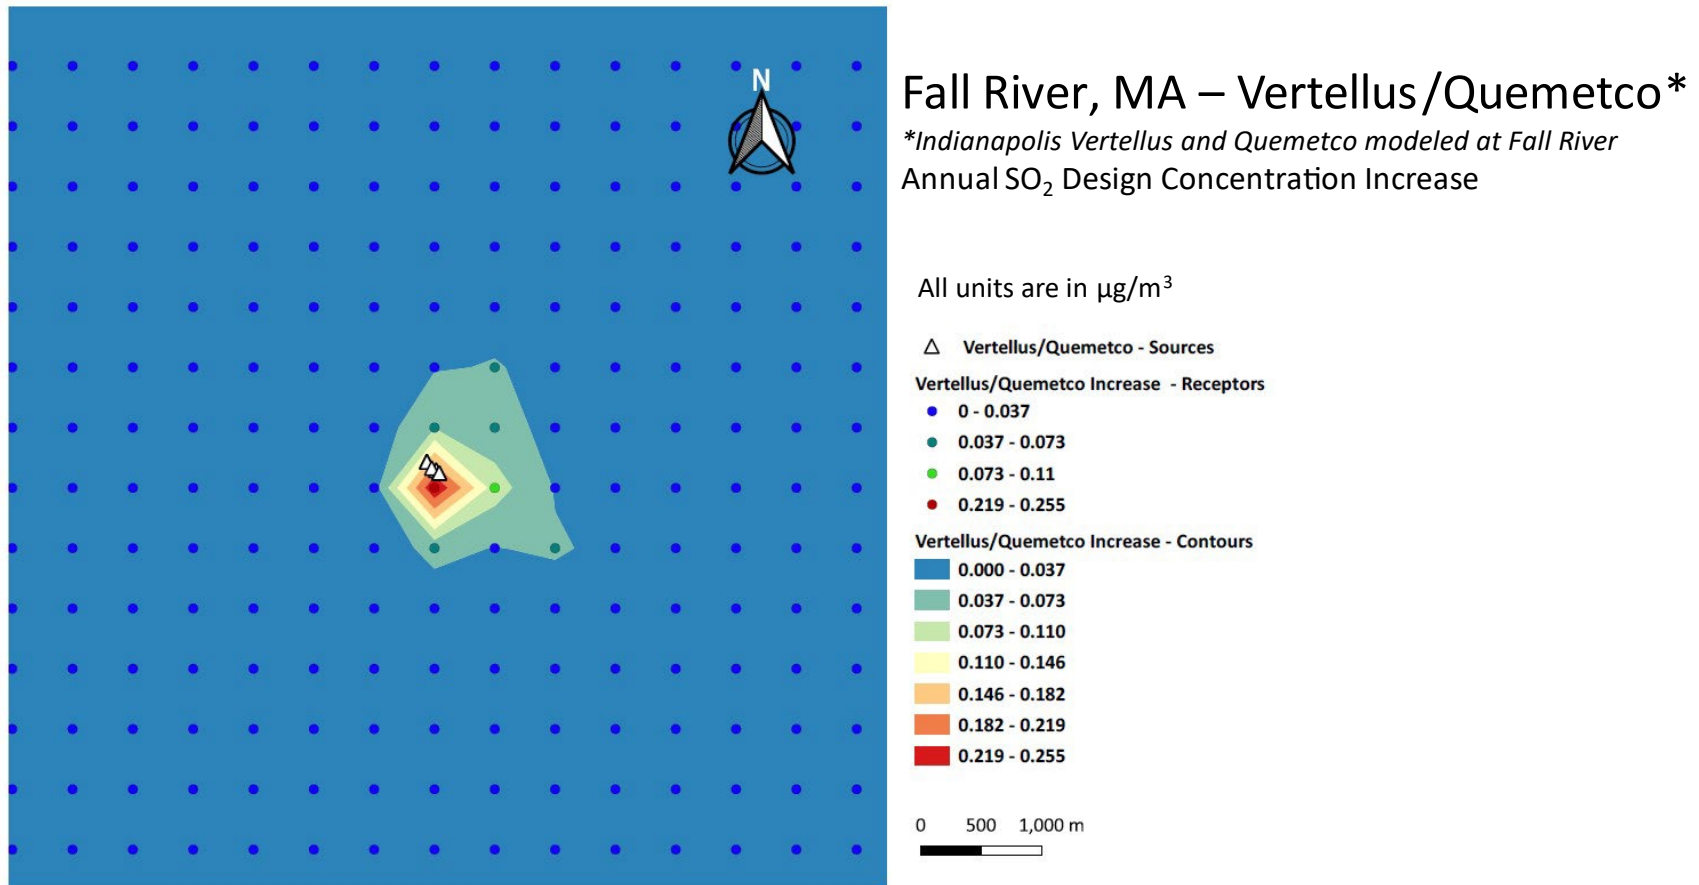 N
Fall River, MA – Vertellus/Quemetco*
*Indianapolis Vertellus and Quemetco modeled at Fall River
Annual SO₂ Design Concentration Increase
All units are in µg/m³
Vertellus/Quemetco - Sources
Vertellus/Quemetco Increase - Receptors
0 - 0.037
0.037 - 0.073
0.073 - 0.11
0.219 - 0.255
Vertellus/Quemetco Increase - Contours
0.000 - 0.037
0.037 - 0.073
0.073 - 0.110
0.110 - 0.146
0.146 - 0.182
0.182 - 0.219
0.219 - 0.255
0 500 1,000 m